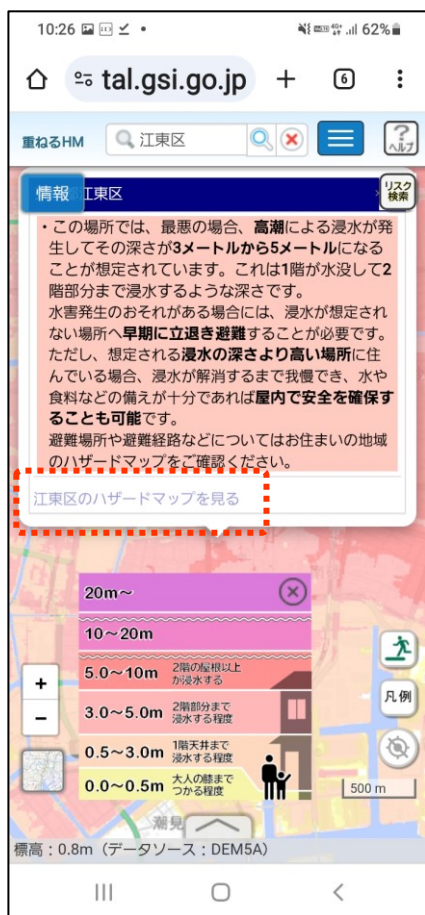 10:26
62%
tal.gsi.go.jp
6
重ねるHM
江東区
ヘルプ
情報
江東区
リスク
検索
・この場所では、最悪の場合、高潮による浸水が発
生してその深さが3メートルから5メートルになる
ことが想定されています。これは1階が水没して2
階部分まで浸水するような深さです。
水害発生のおそれがある場合には、浸水が想定され
ない場所へ早期に立退き避難することが必要です。
ただし、想定される浸水の深さより高い場所に住
んでいる場合、浸水が解消するまで我慢でき、水や
食料などの備えが十分であれば屋内で安全を確保す
ることも可能です。
避難場所や避難経路などについてはお住まいの地域
のハザードマップをご確認ください。
江東区のハザードマップを見る
20m～
10～20m
5.0～10m 2階の屋根以上
が浸水する
3.0～5.0m 2階部分まで
浸水する程度
0.5～3.0m 1階天井まで
浸水する程度
0.0～0.5m 大人の膝まで
つかる程度
凡例
500 m
潮見
標高：0.8m（データソース：DEM5A）